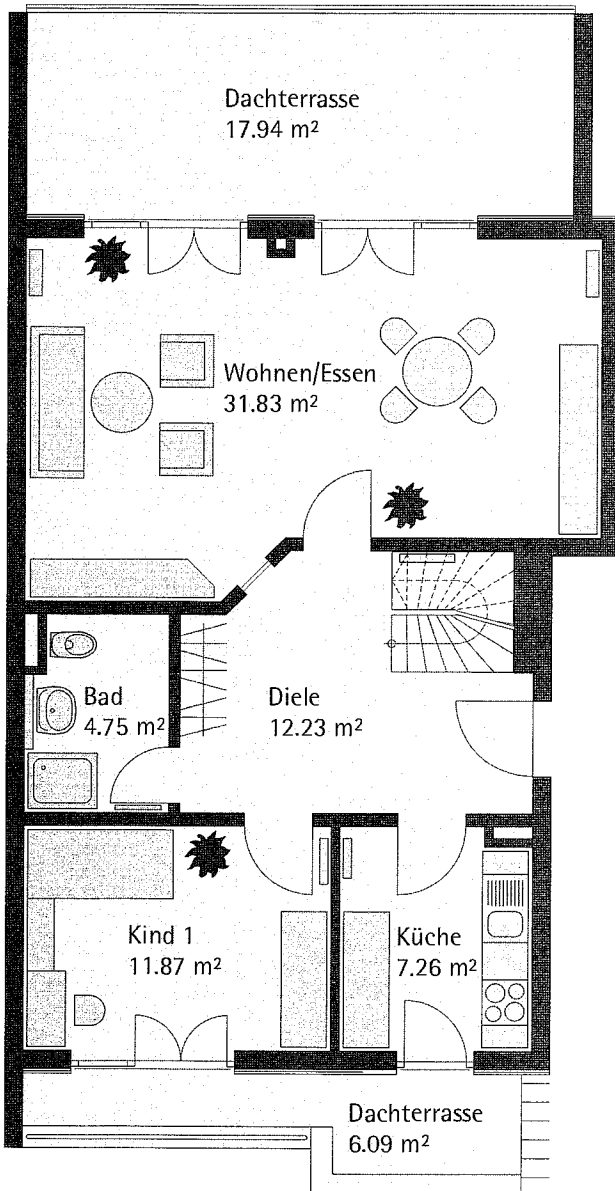 Dachterrasse
17.94 m²
Wohnen/Essen
31.83 m²
Bad
4.75 m²
Diele
12.23 m²
Kind 1
11.87 m²
Küche
7.26 m²
Dachterrasse
6.09 m²